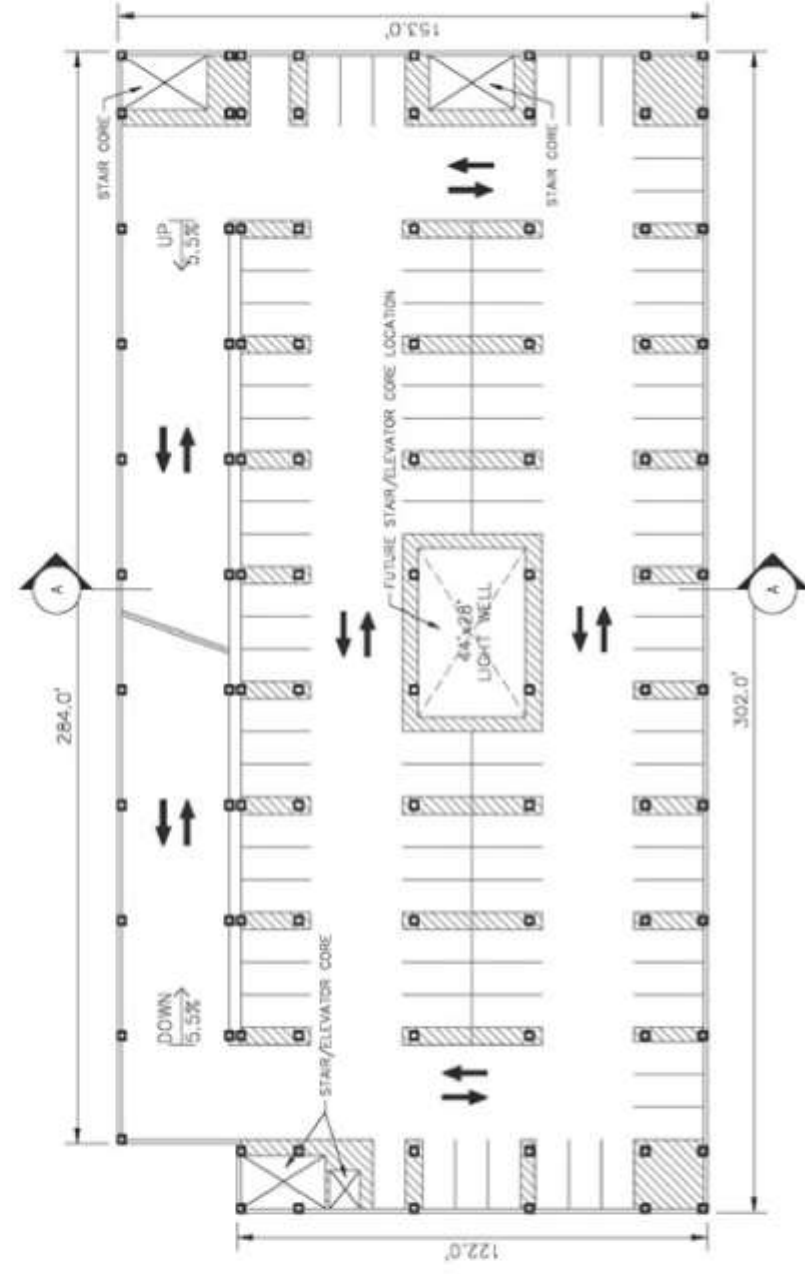 153.0'
284.0'
STAIR CORE
UP
5.5%
STAIR CORE
FUTURE STAIR/ELEVATOR CORE LOCATION
A
A
44'x28'
LIGHT WELL
302.0'
DOWN
5.5%
STAIR/ELEVATOR CORE
122.0'